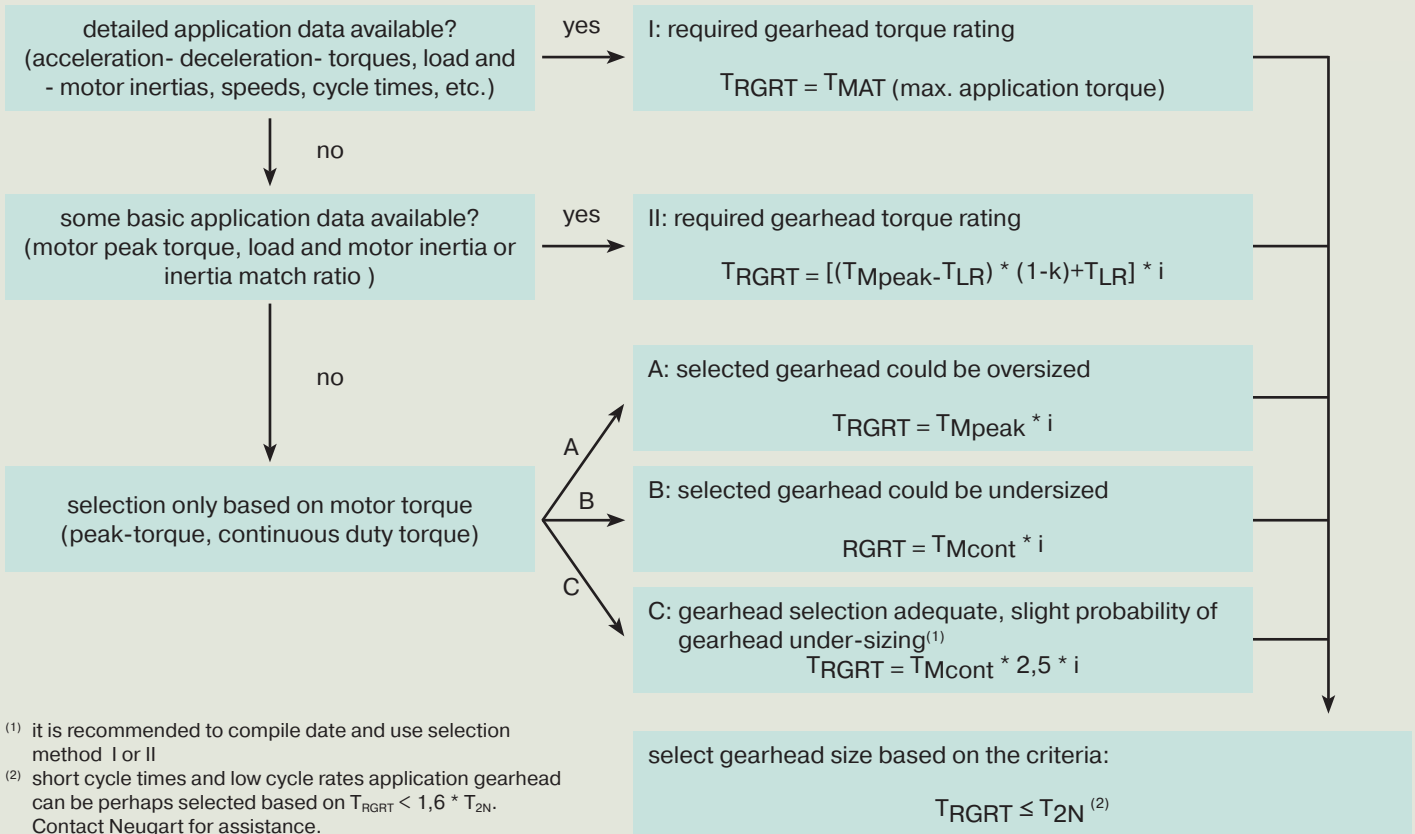 detailed application data available?
(acceleration- deceleration- torques, load and
- motor inertias, speeds, cycle times, etc.)
yes
I: required gearhead torque rating
TRGRT = TMAT (max. application torque)
no
some basic application data available?
(motor peak torque, load and motor inertia or
inertia match ratio )
yes
II: required gearhead torque rating
TRGRT = [(TMpeak-TLR) * (1-k)+TLR] * i
no
selection only based on motor torque
(peak-torque, continuous duty torque)
A
A: selected gearhead could be oversized
TRGRT = TMpeak * i
B
B: selected gearhead could be undersized
RGRT = TMcont * i
C
C: gearhead selection adequate, slight probability of
gearhead under-sizing(1)
TRGRT = TMcont * 2,5 * i
(1) it is recommended to compile date and use selection
method I or II
(2) short cycle times and low cycle rates application gearhead
can be perhaps selected based on TRGRT < 1,6 * T2N.
Contact Neugart for assistance.
select gearhead size based on the criteria:
TRGRT ≤ T2N (2)